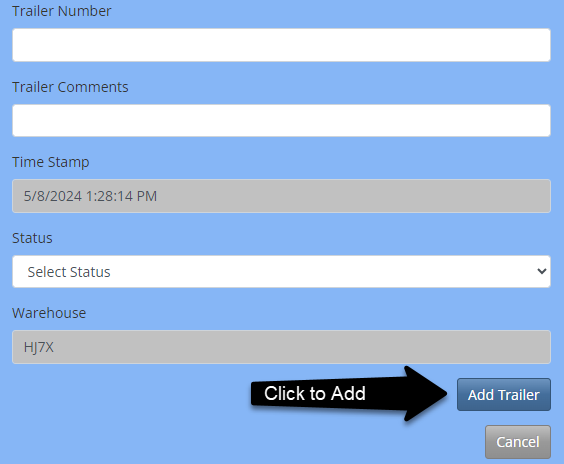 Trailer Number
Trailer Comments
Time Stamp
5/8/2024 1:28:14 PM
Status
Select Status
Warehouse
HJ7X
Click to Add
Add Trailer
Cancel